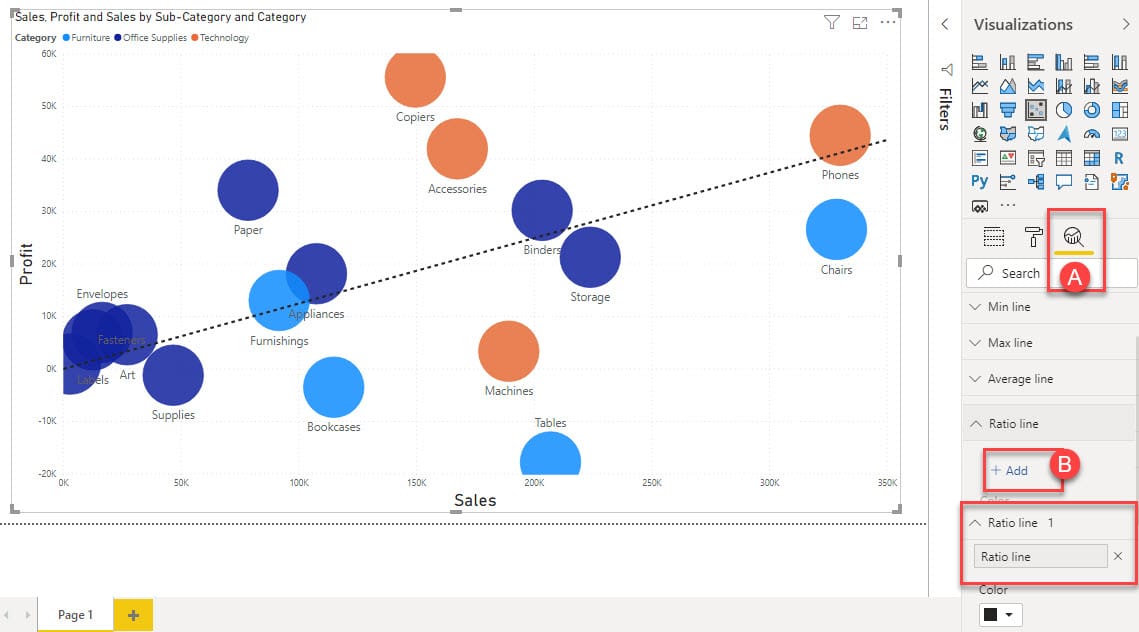 Sales, Profit and Sales by Sub-Category and Category
Category Furniture Office Supplies Technology
60K
50K
40K
30K
20K
10K
0K
-10K
-20K
Profit
Copiers
Accessories
Phones
Paper
Binders
Chairs
Storage
Envelopes
Appliances
Fasteners
Furnishings
Labels
Art
Machines
Supplies
Bookcases
Tables
0K 50K 100K 150K 200K 250K 300K 350K
Sales
Page 1
+
Filters
Visualizations
123
R
Py
...
A
Search
Min line
Max line
Average line
Ratio line
+ Add
B
Color
Ratio line 1
Ratio line
Color